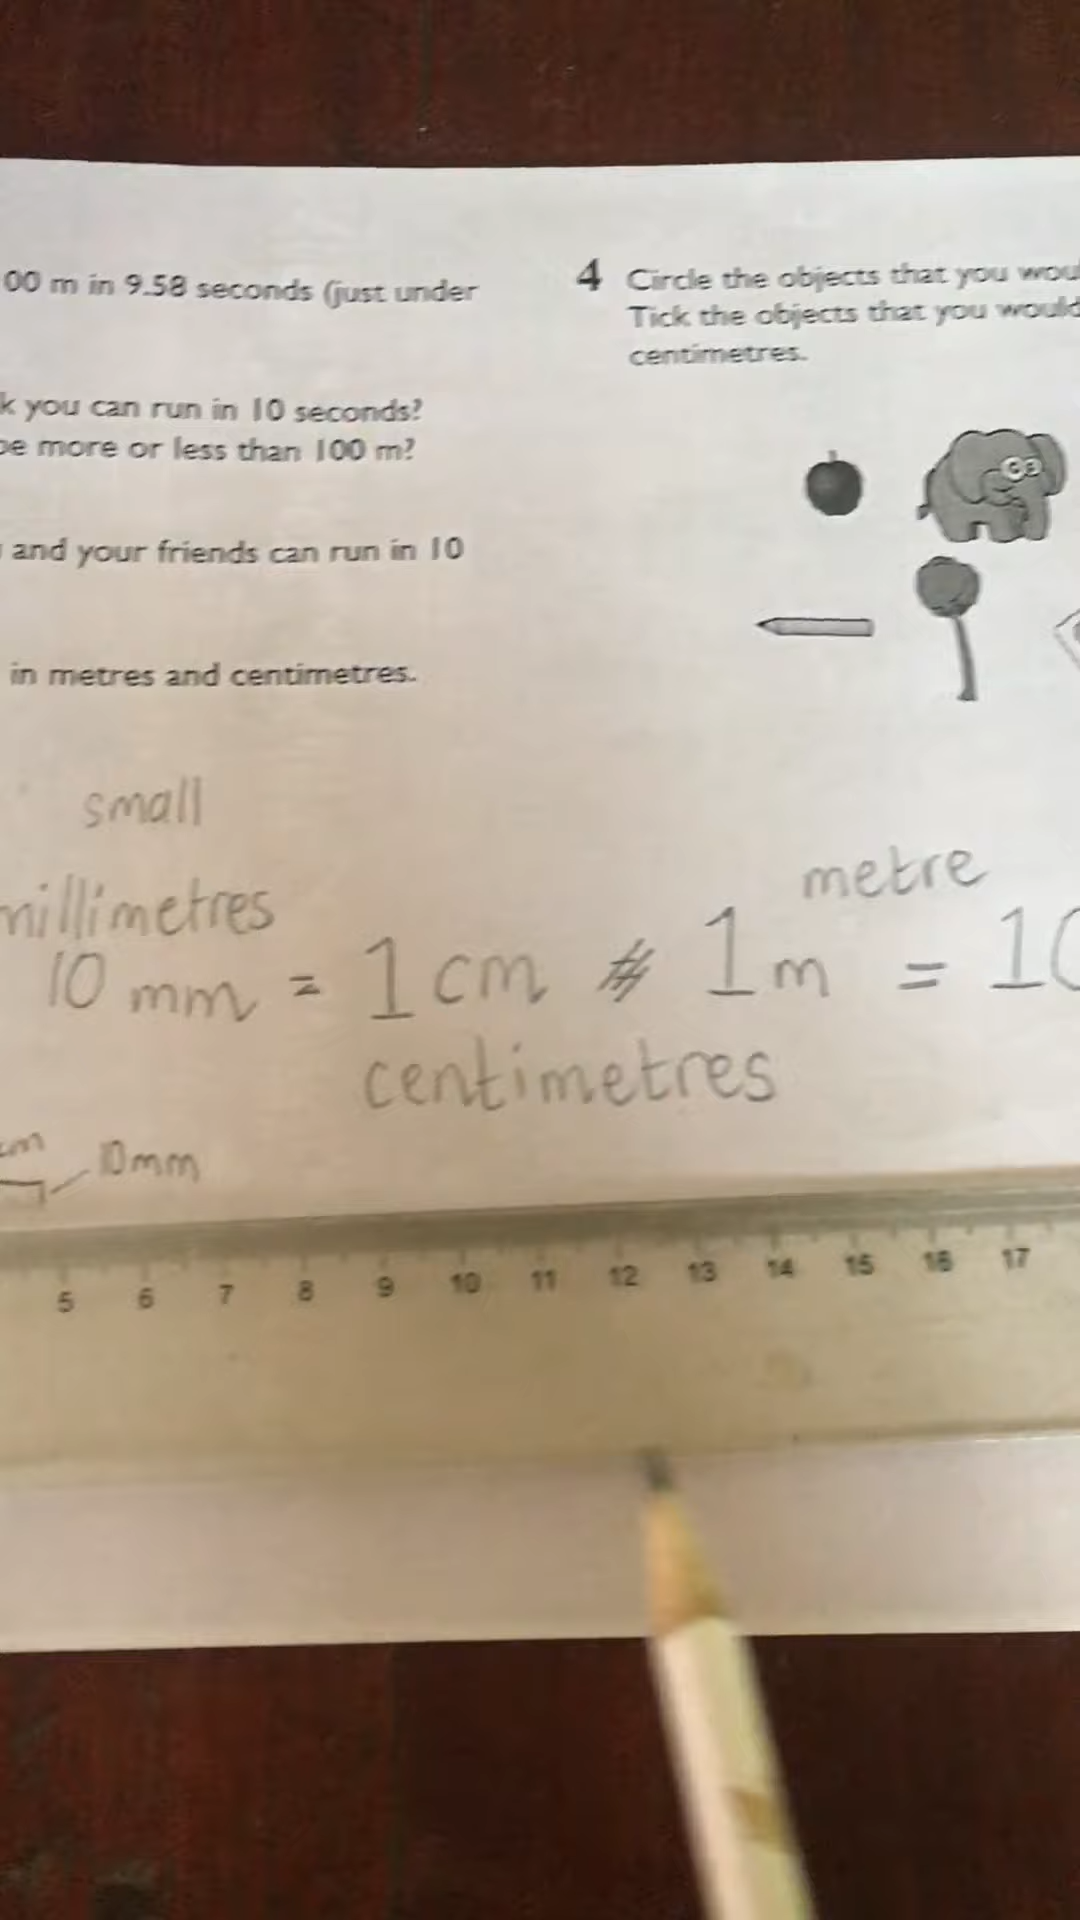 00 m in 9.58 seconds (just under
k you can run in 10 seconds?
be more or less than 100 m?
and your friends can run in 10
in metres and centimetres.
4 Circle the objects that you woul
Tick the objects that you would
centimetres.
small
millimetres
metre
10 mm = 1 cm 1 m = 10
centimetres
cm 10mm
5 6 7 8 9 10 11 12 13 14 15 16 17